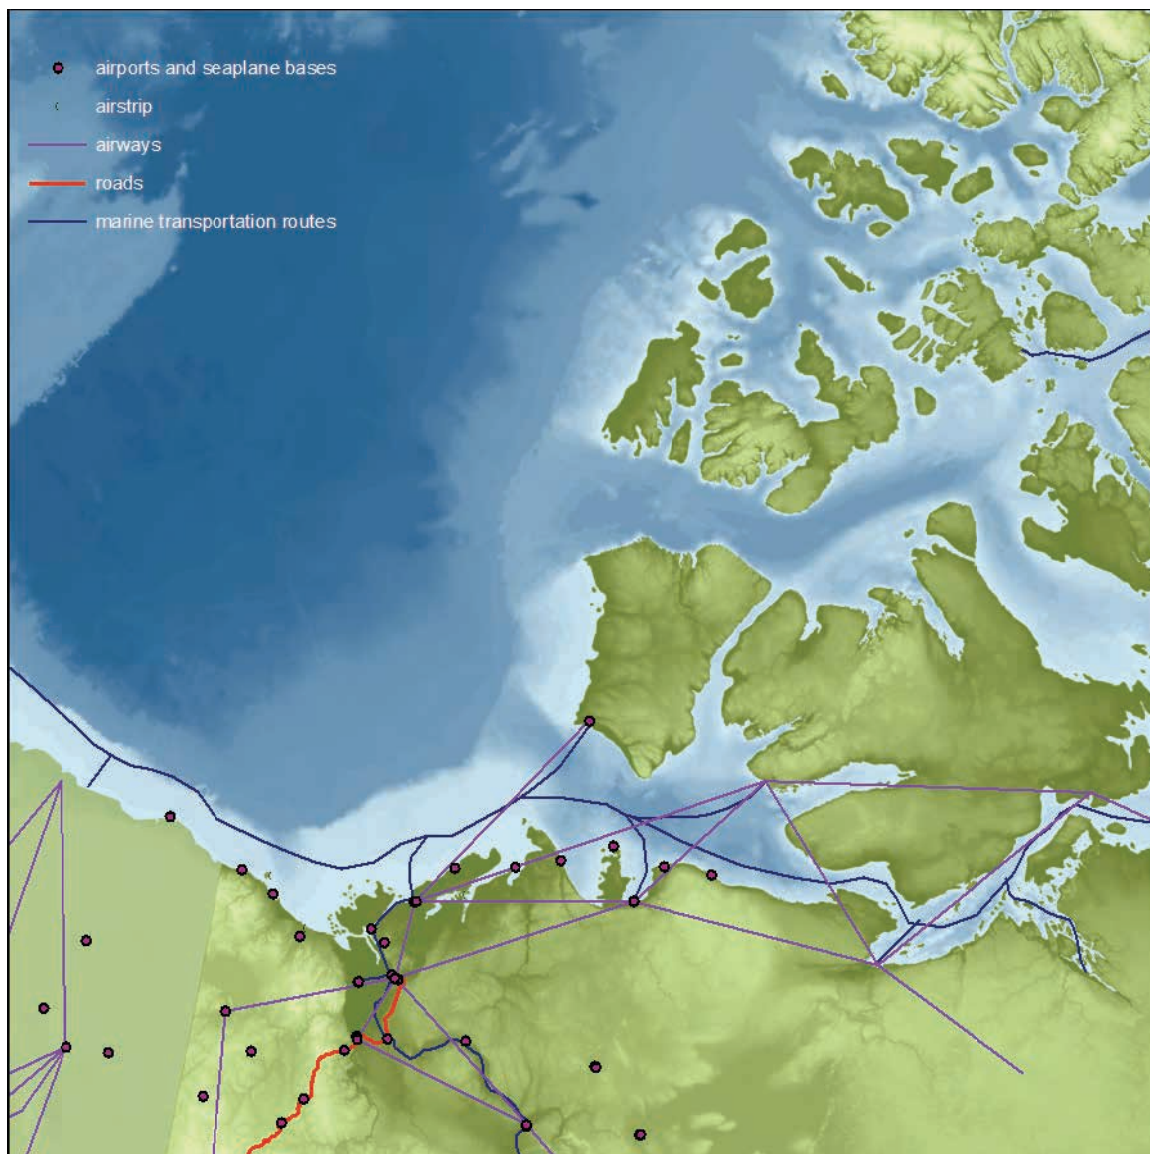 airports and seaplane bases
airstrip
airways
roads
marine transportation routes